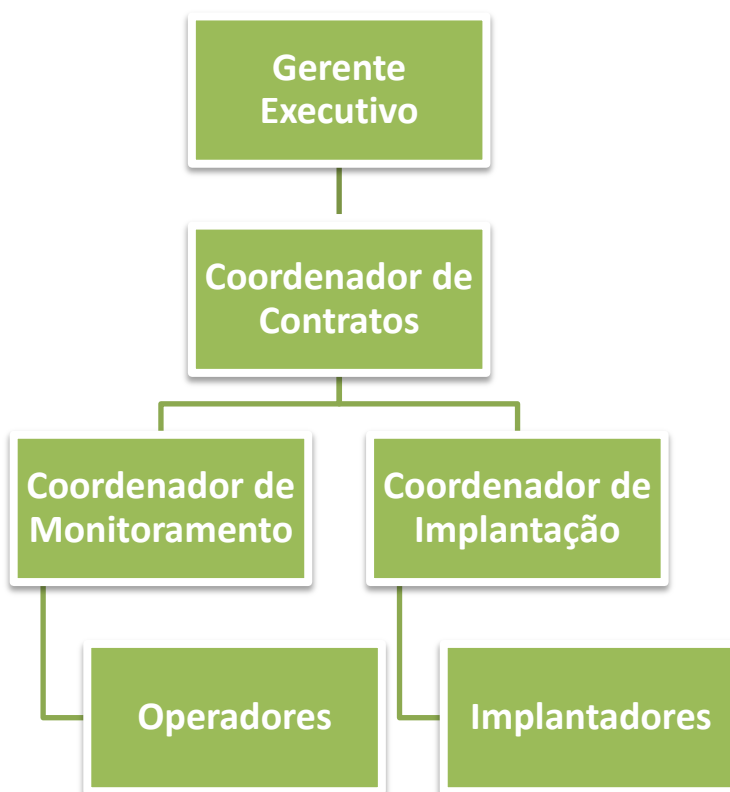 Gerente
Executivo
Coordenador de
Contratos
Coordenador de
Monitoramento
Coordenador de
Implantação
Operadores
Implantadores